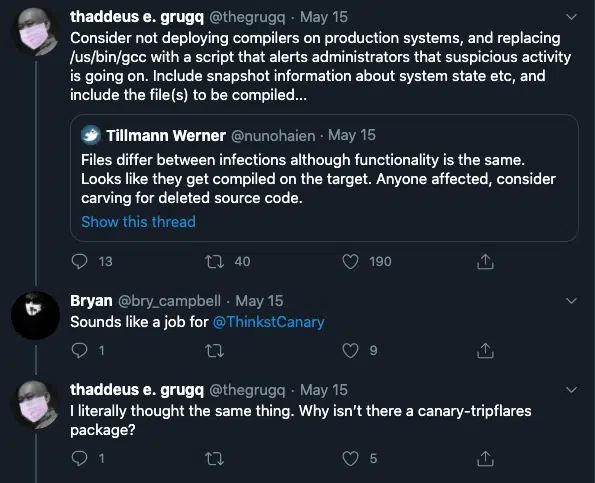 thaddeus e. grugq @thegrugq · May 15
Consider not deploying compilers on production systems, and replacing
/us/bin/gcc with a script that alerts administrators that suspicious activity
is going on. Include snapshot information about system state etc, and
include the file(s) to be compiled...
Tillmann Werner @nunohaien · May 15
Files differ between infections although functionality is the same.
Looks like they get compiled on the target. Anyone affected, consider
carving for deleted source code.
Show this thread
13 40 190
Bryan @bry_campbell · May 15
Sounds like a job for @ThinkstCanary
1 9
thaddeus e. grugq @thegrugq · May 15
I literally thought the same thing. Why isn't there a canary-tripflares
package?
1 5